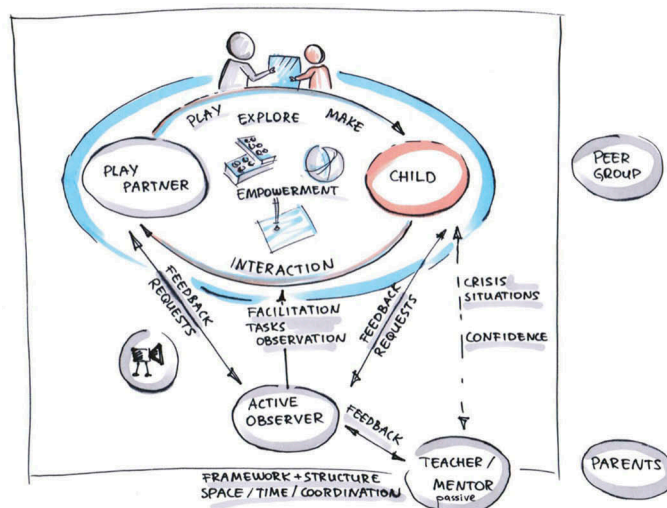 PLAY EXPLORE MAKE
PLAY
PARTNER
CHILD
EMPOWERMENT
INTERACTION
PEER
GROUP
FEEDBACK
REQUESTS
FACILITATION
TASKS
OBSERVATION
FEEDBACK
REQUESTS
CRISIS
SITUATIONS
CONFIDENCE
ACTIVE
OBSERVER
FEEDBACK
TEACHER /
MENTOR
passive
PARENTS
FRAMEWORK + STRUCTURE
SPACE / TIME / COORDINATION